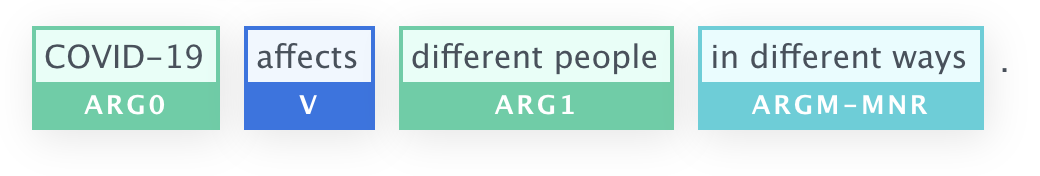 COVID-19 affects different people in different ways .
ARG0 V ARG1 ARGM-MNR